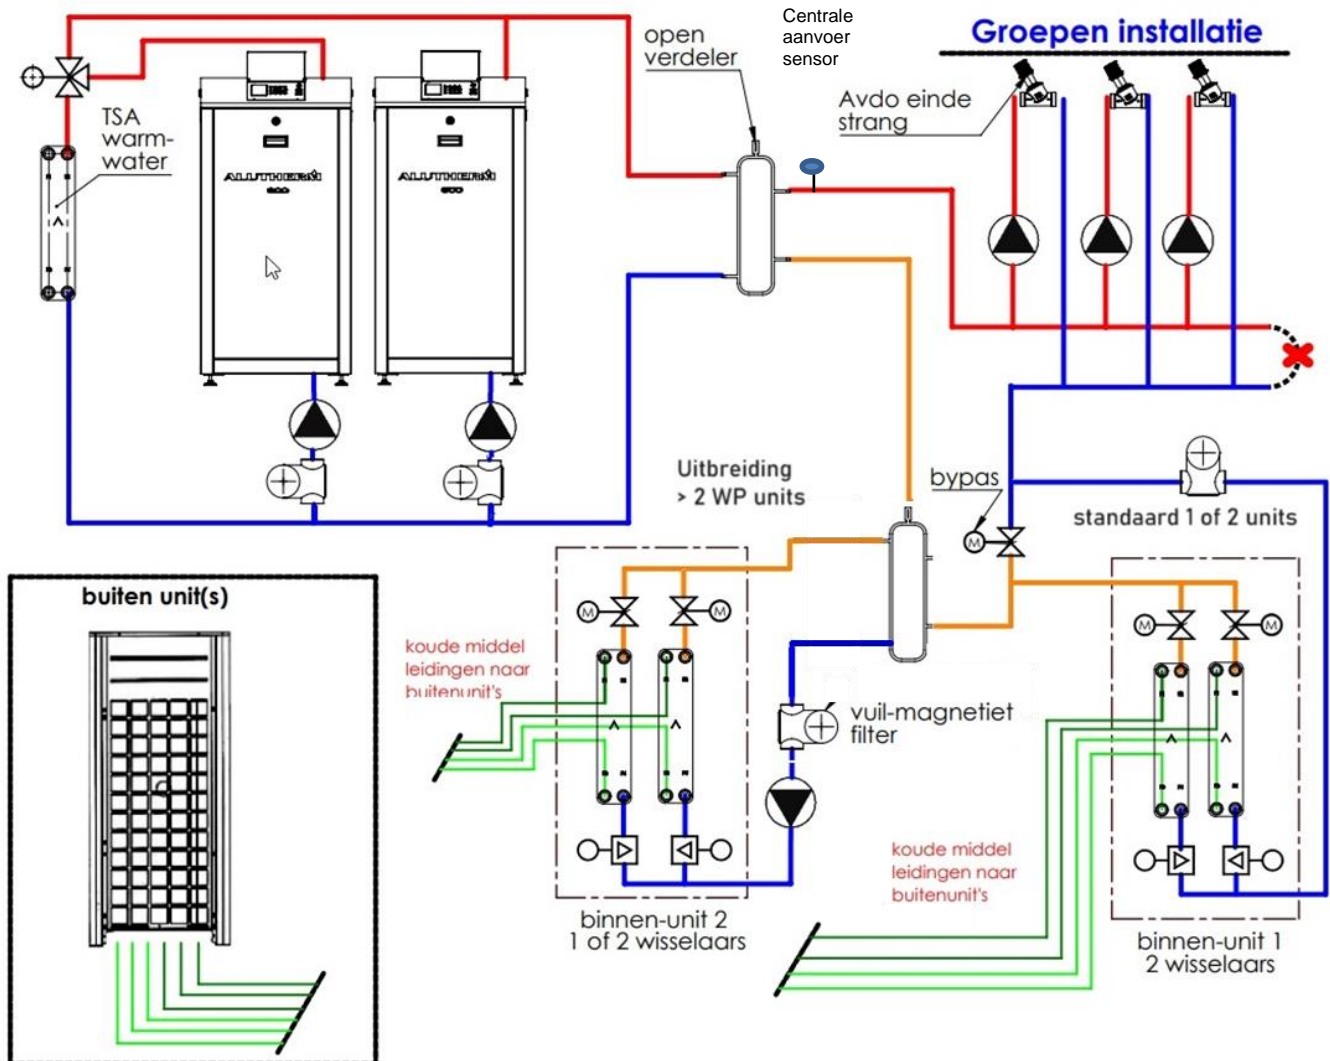 Centrale
aanvoer
sensor
Groepen installatie
open
verdeler
Avdo einde
strang
TSA
warm-
water
ALUTHERM
ALUTHERM
Uitbreiding
> 2 WP units
bypas
standaard 1 of 2 units
M
buiten unit(s)
koude middel
leidingen naar
buitenunit's
M
M
M
M
vuil-magnetiet
filter
koude middel
leidingen naar
buitenunit's
binnen-unit 2
1 of 2 wisselaars
binnen-unit 1
2 wisselaars